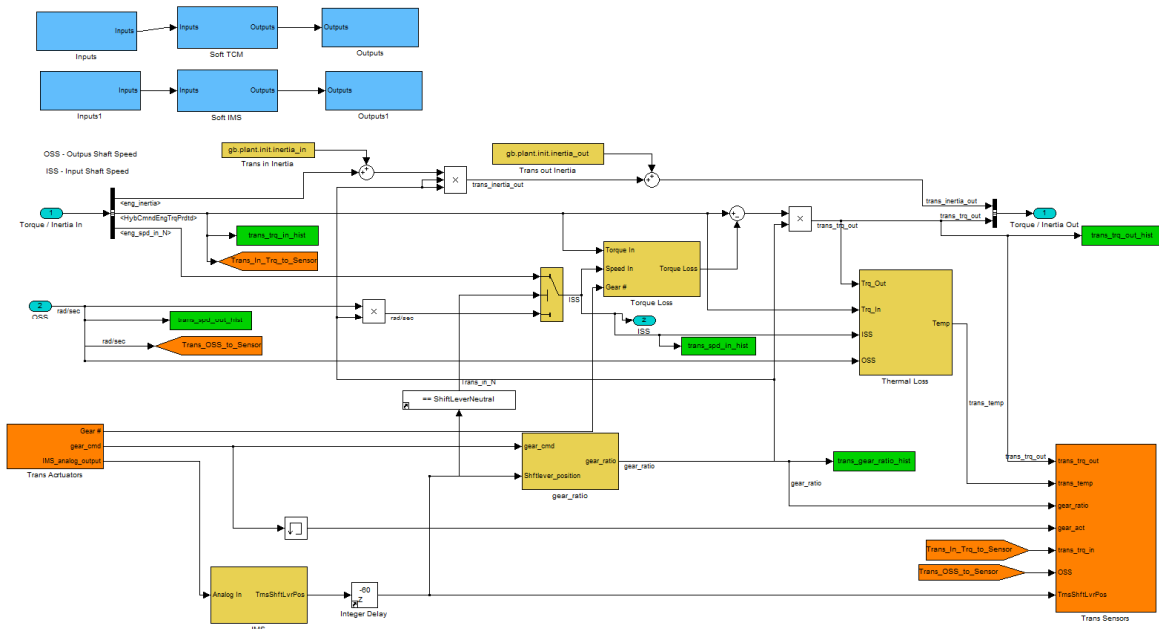 Inputs
Inputs
Inputs
Outputs
Soft TCM
Outputs
Outputs
Inputs
Inputs1
Inputs
Outputs
Soft IMS
Outputs
Outputs1
OSS - Outpus Shaft Speed
ISS - Input Shaft Speed
gb.plant.init.inertia_in
Trans in Inertia
gb.plant.init.inertia_out
Trans out Inertia
×
trans_inertia_out
1
Torque / Inertia In
<eng_inertia>
<HybCmndEngTrqPrdtd>
<eng_spd_in_N>
trans_trq_in_hist
Trans_In_Trq_to_Sensor
×
trans_trq_out
trans_inertia_out
trans_trq_out
1
Torque / Inertia Out
trans_trq_out_hist
Torque In
Speed In
Gear #
Torque Loss
Torque Loss
ISS
2
OSS
rad/sec
trans_spd_out_hist
rad/sec
Trans_OSS_to_Sensor
×
rad/sec
2
ISS
trans_spd_in_hist
Trq_Out
Trq_In
ISS
OSS
Temp
Thermal Loss
trans_temp
Trans_in_N
== ShiftLeverNeutral
Gear #
gear_cmd
IMS_analog_output
Trans Actuators
gear_cmd
Shftlever_position
gear_ratio
gear_ratio
gear_ratio
trans_gear_ratio_hist
gear_ratio
trans_trq_out
trans_trq_out
trans_temp
gear_ratio
gear_act
trans_trq_in
OSS
TrnsShftLvrPos
Trans Sensors
Trans_In_Trq_to_Sensor
Trans_OSS_to_Sensor
Analog In
TrnsShftLvrPos
IMS
-60
Z
Integer Delay